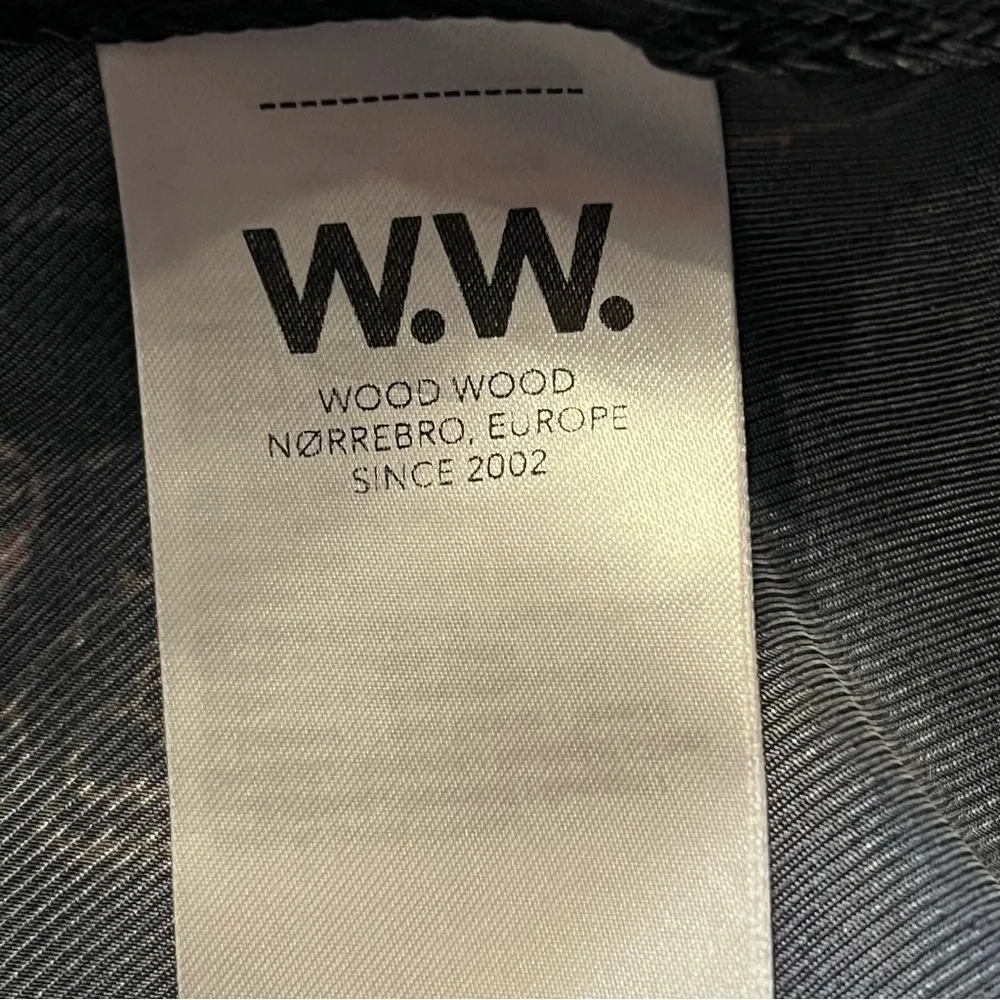 W.W.
WOOD WOOD
NØRREBRO, EUROPE
SINCE 2002